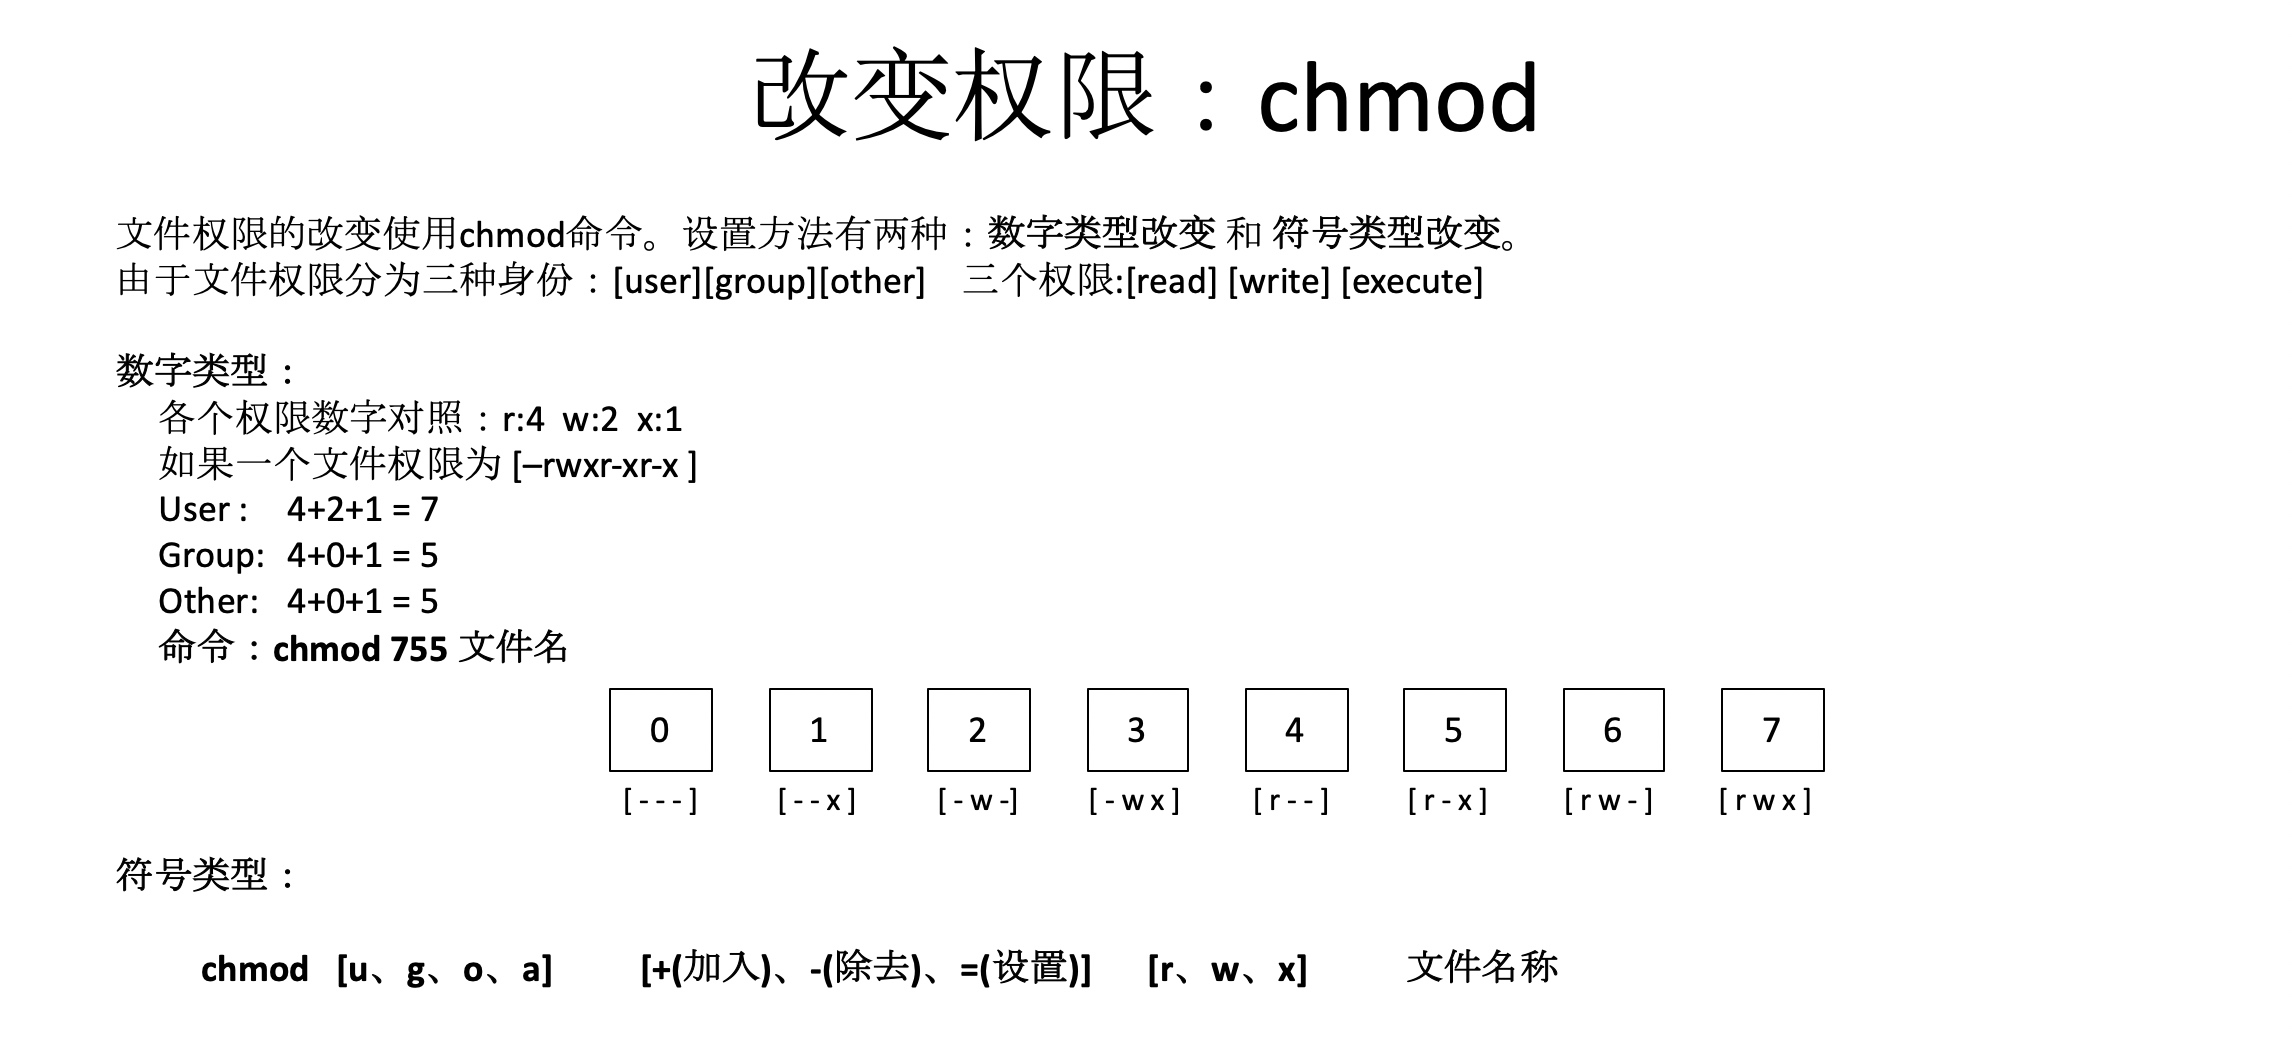 改变权限：chmod
文件权限的改变使用chmod命令。设置方法有两种：数字类型改变 和 符号类型改变。
由于文件权限分为三种身份：[user][group][other]    三个权限:[read] [write] [execute]
数字类型：
各个权限数字对照：r:4  w:2  x:1
如果一个文件权限为 [–rwxr-xr-x ]
User :    4+2+1 = 7
Group:   4+0+1 = 5
Other:   4+0+1 = 5
命令：chmod 755 文件名
0 1 2 3 4 5 6 7
[ - - - ] [ - - x ] [ - w -] [ - w x ] [ r - - ] [ r - x ] [ r w - ] [ r w x ]
符号类型：
chmod   [u、g、o、a]   [+(加入)、-(除去)、=(设置)]   [r、w、x]   文件名称